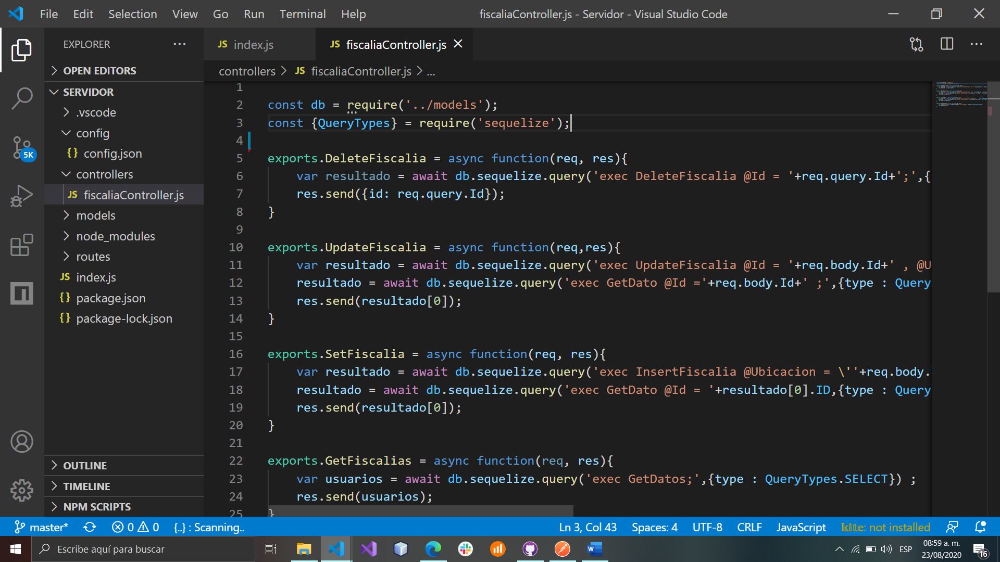 File Edit Selection View Go Run Terminal Help
fiscaliaController.js - Servidor - Visual Studio Code
EXPLORER
OPEN EDITORS
SERVIDOR
.vscode
config
{} config.json
controllers
JS fiscaliaController.js
models
node_modules
routes
JS index.js
{} package.json
{} package-lock.json
OUTLINE
TIMELINE
NPM SCRIPTS
5K
JS index.js
JS fiscaliaController.js
controllers > JS fiscaliaController.js > ...
1
2 const db = require('../models');
3 const {QueryTypes} = require('sequelize');
4
5 exports.DeleteFiscalia = async function(req, res){
6 var resultado = await db.sequelize.query('exec DeleteFiscalia @Id = '+req.query.Id+';',{
7 res.send({id: req.query.Id});
8 }
9
10 exports.UpdateFiscalia = async function(req,res){
11 var resultado = await db.sequelize.query('exec UpdateFiscalia @Id = '+req.body.Id+' , @U
12 resultado = await db.sequelize.query('exec GetDato @Id ='+req.body.Id+' ;',{type : Query
13 res.send(resultado[0]);
14 }
15
16 exports.SetFiscalia = async function(req, res){
17 var resultado = await db.sequelize.query('exec InsertFiscalia @Ubicacion = \''+req.body.
18 resultado = await db.sequelize.query('exec GetDato @Id = '+resultado[0].ID,{type : Query
19 res.send(resultado[0]);
20 }
21
22 exports.GetFiscalias = async function(req, res){
23 var usuarios = await db.sequelize.query('exec GetDatos;',{type : QueryTypes.SELECT}) ;
24 res.send(usuarios);
25 }
master* 0 0 {..} : Scanning.. Ln 3, Col 43 Spaces: 4 UTF-8 CRLF JavaScript kite: not installed
Escribe aquí para buscar
ESP
08:59 a. m.
23/08/2020
16